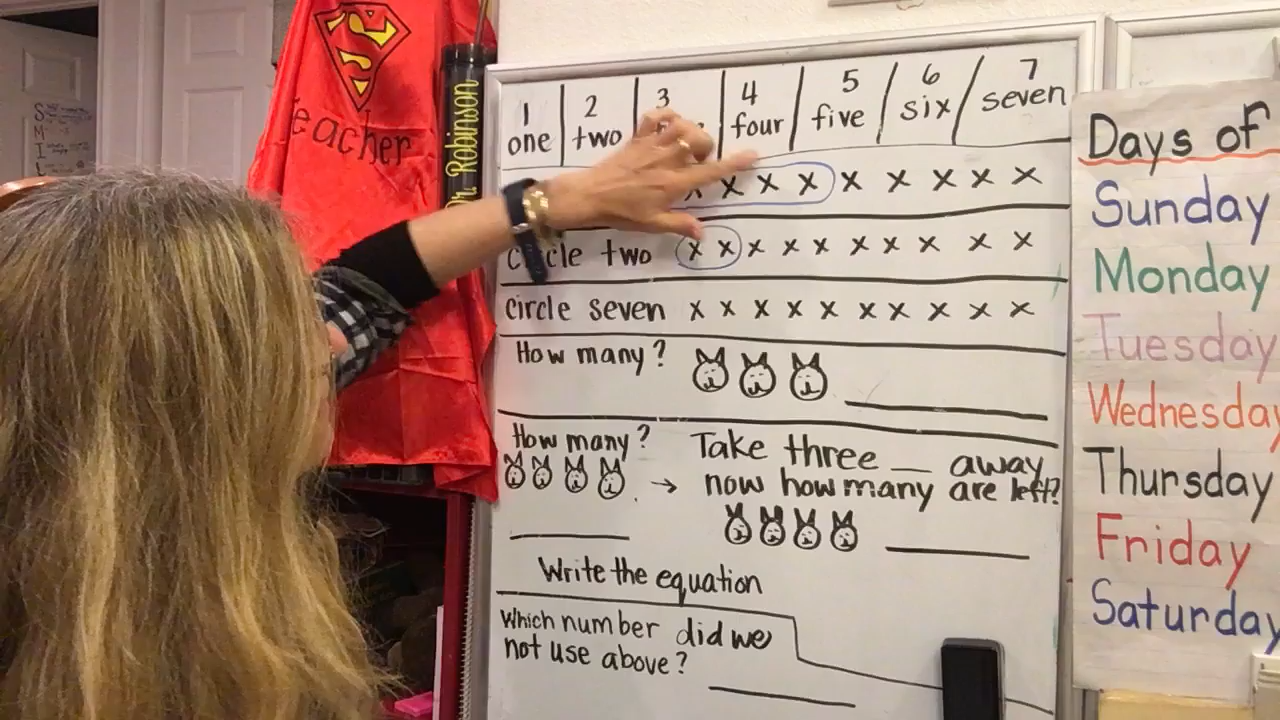 S
M
I
Teacher
Dr. Robinson
1 2 3 4 5 6 7
one two four five six seven
x x x x x x x x
circle two x x x x x x x x x x
circle seven x x x x x x x x x x
How many?
How many? Take three __ away
→ now how many are left?
Write the equation
Which number did we
not use above?
Days of
Sunday
Monday
Tuesday
Wednesday
Thursday
Friday
Saturday